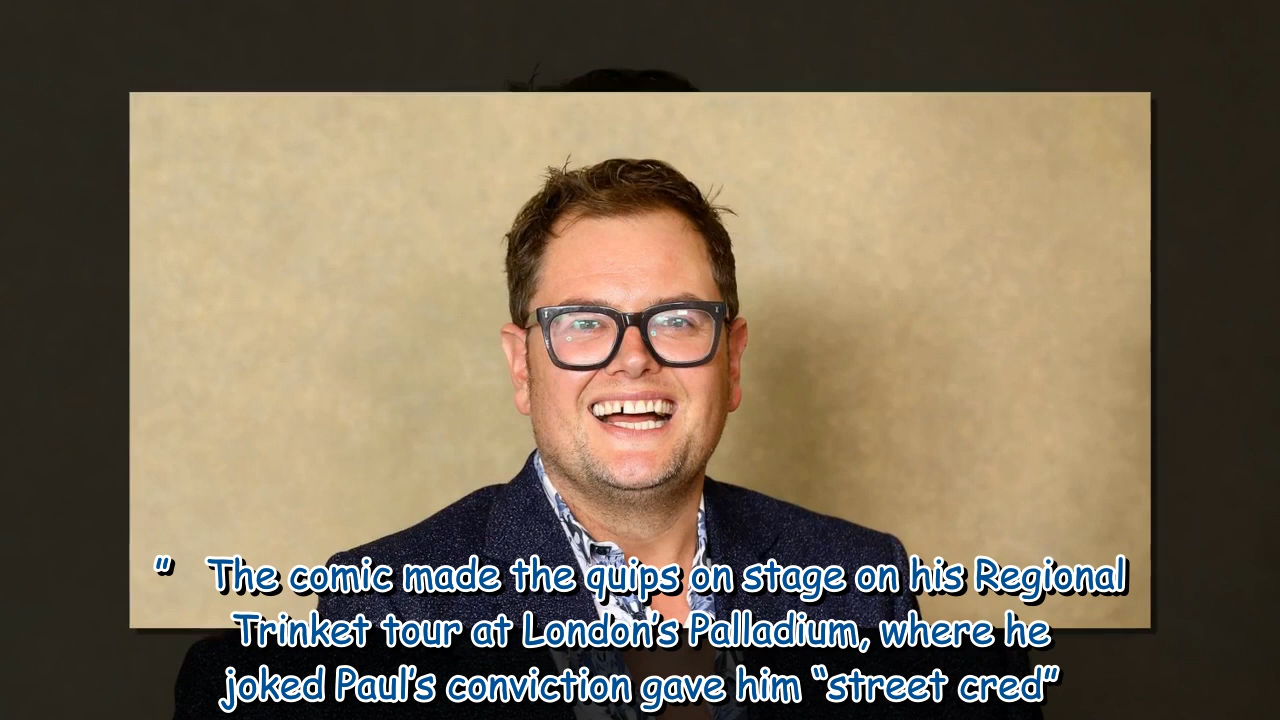 ” The comic made the quips on stage on his Regional
Trinket tour at London’s Palladium, where he
joked Paul’s conviction gave him “street cred”